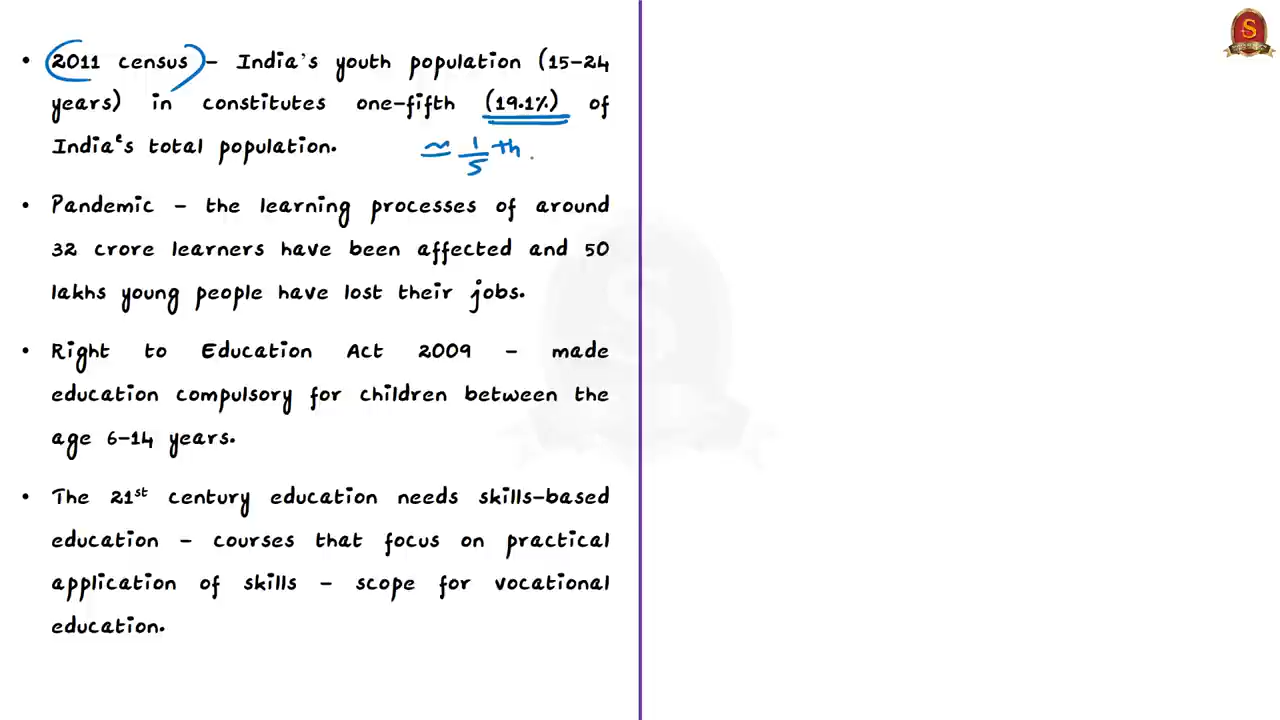 • 2011 census - India's youth population (15-24
years) in constitutes one-fifth (19.1%) of
Indiaᵉs total population.
≃ 1/5 th
• Pandemic - the learning processes of around
32 crore learners have been affected and 50
lakhs young people have lost their jobs.
• Right to Education Act 2009 - made
education compulsory for children between the
age 6-14 years.
• The 21ˢᵗ century education needs skills-based
education - courses that focus on practical
application of skills - scope for vocational
education.
S